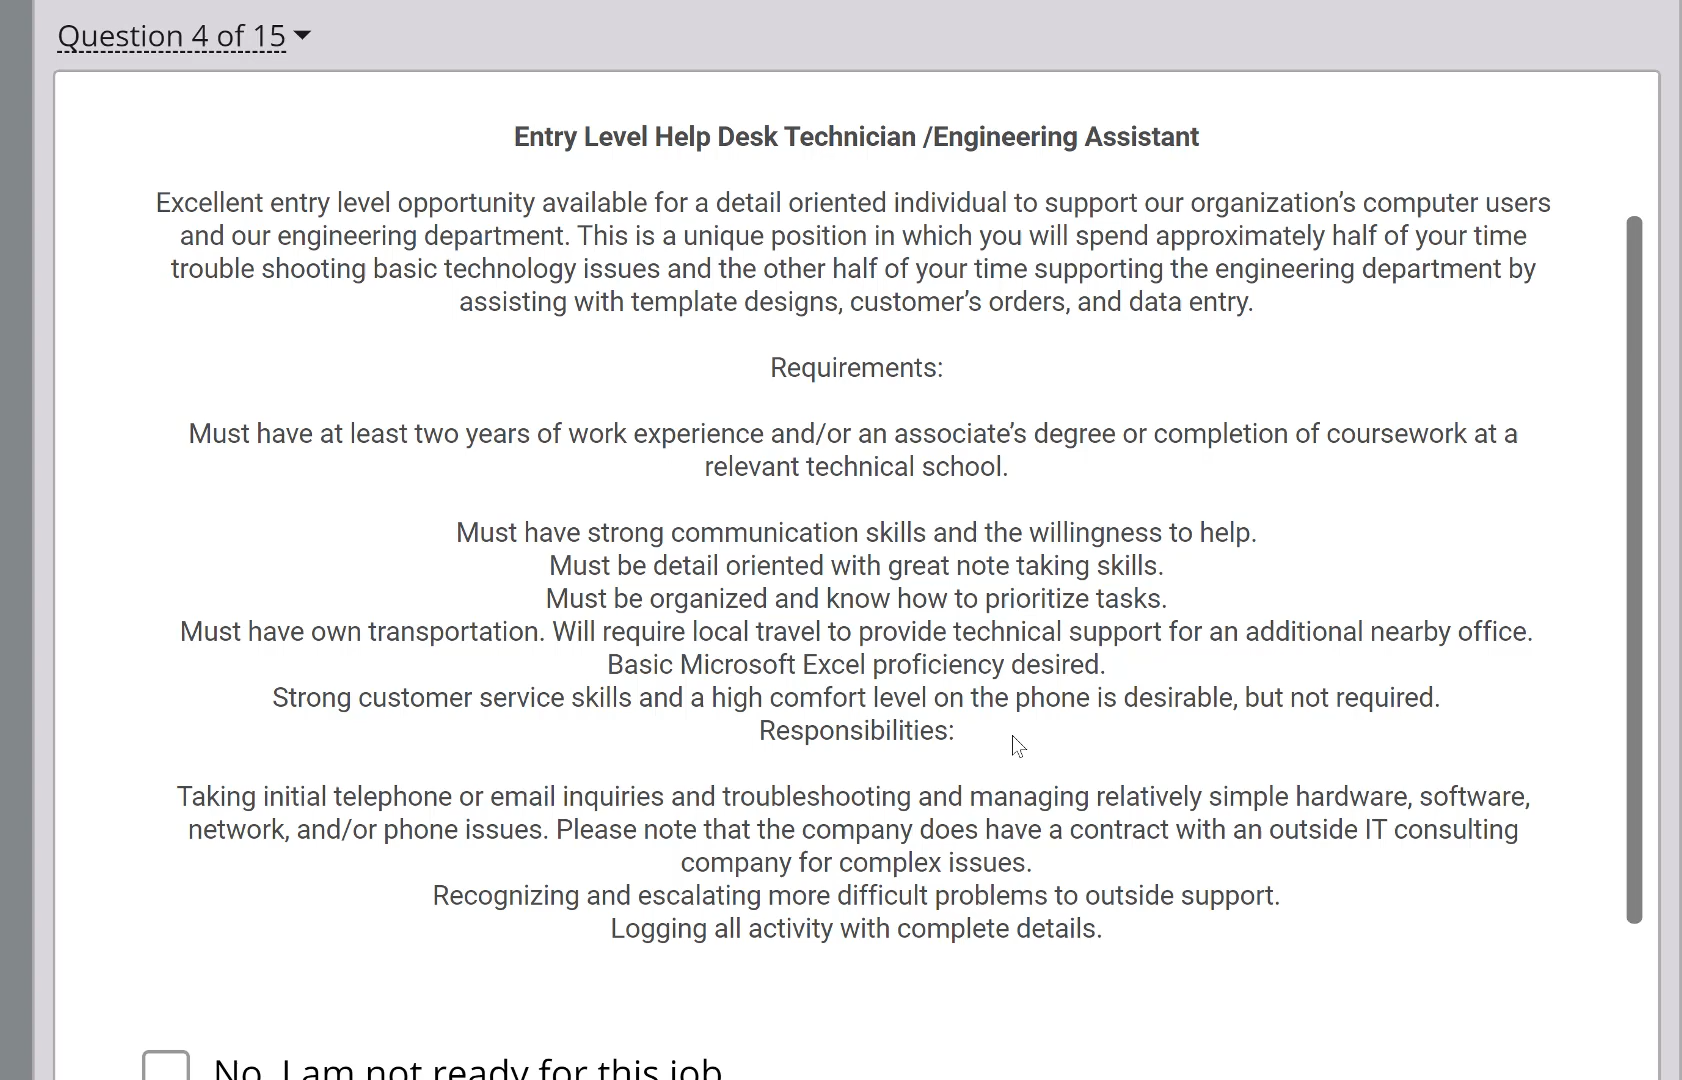 Question 4 of 15
Entry Level Help Desk Technician /Engineering Assistant
Excellent entry level opportunity available for a detail oriented individual to support our organization’s computer users
and our engineering department. This is a unique position in which you will spend approximately half of your time
trouble shooting basic technology issues and the other half of your time supporting the engineering department by
assisting with template designs, customer’s orders, and data entry.
Requirements:
Must have at least two years of work experience and/or an associate’s degree or completion of coursework at a
relevant technical school.
Must have strong communication skills and the willingness to help.
Must be detail oriented with great note taking skills.
Must be organized and know how to prioritize tasks.
Must have own transportation. Will require local travel to provide technical support for an additional nearby office.
Basic Microsoft Excel proficiency desired.
Strong customer service skills and a high comfort level on the phone is desirable, but not required.
Responsibilities:
Taking initial telephone or email inquiries and troubleshooting and managing relatively simple hardware, software,
network, and/or phone issues. Please note that the company does have a contract with an outside IT consulting
company for complex issues.
Recognizing and escalating more difficult problems to outside support.
Logging all activity with complete details.
No, I am not ready for this job